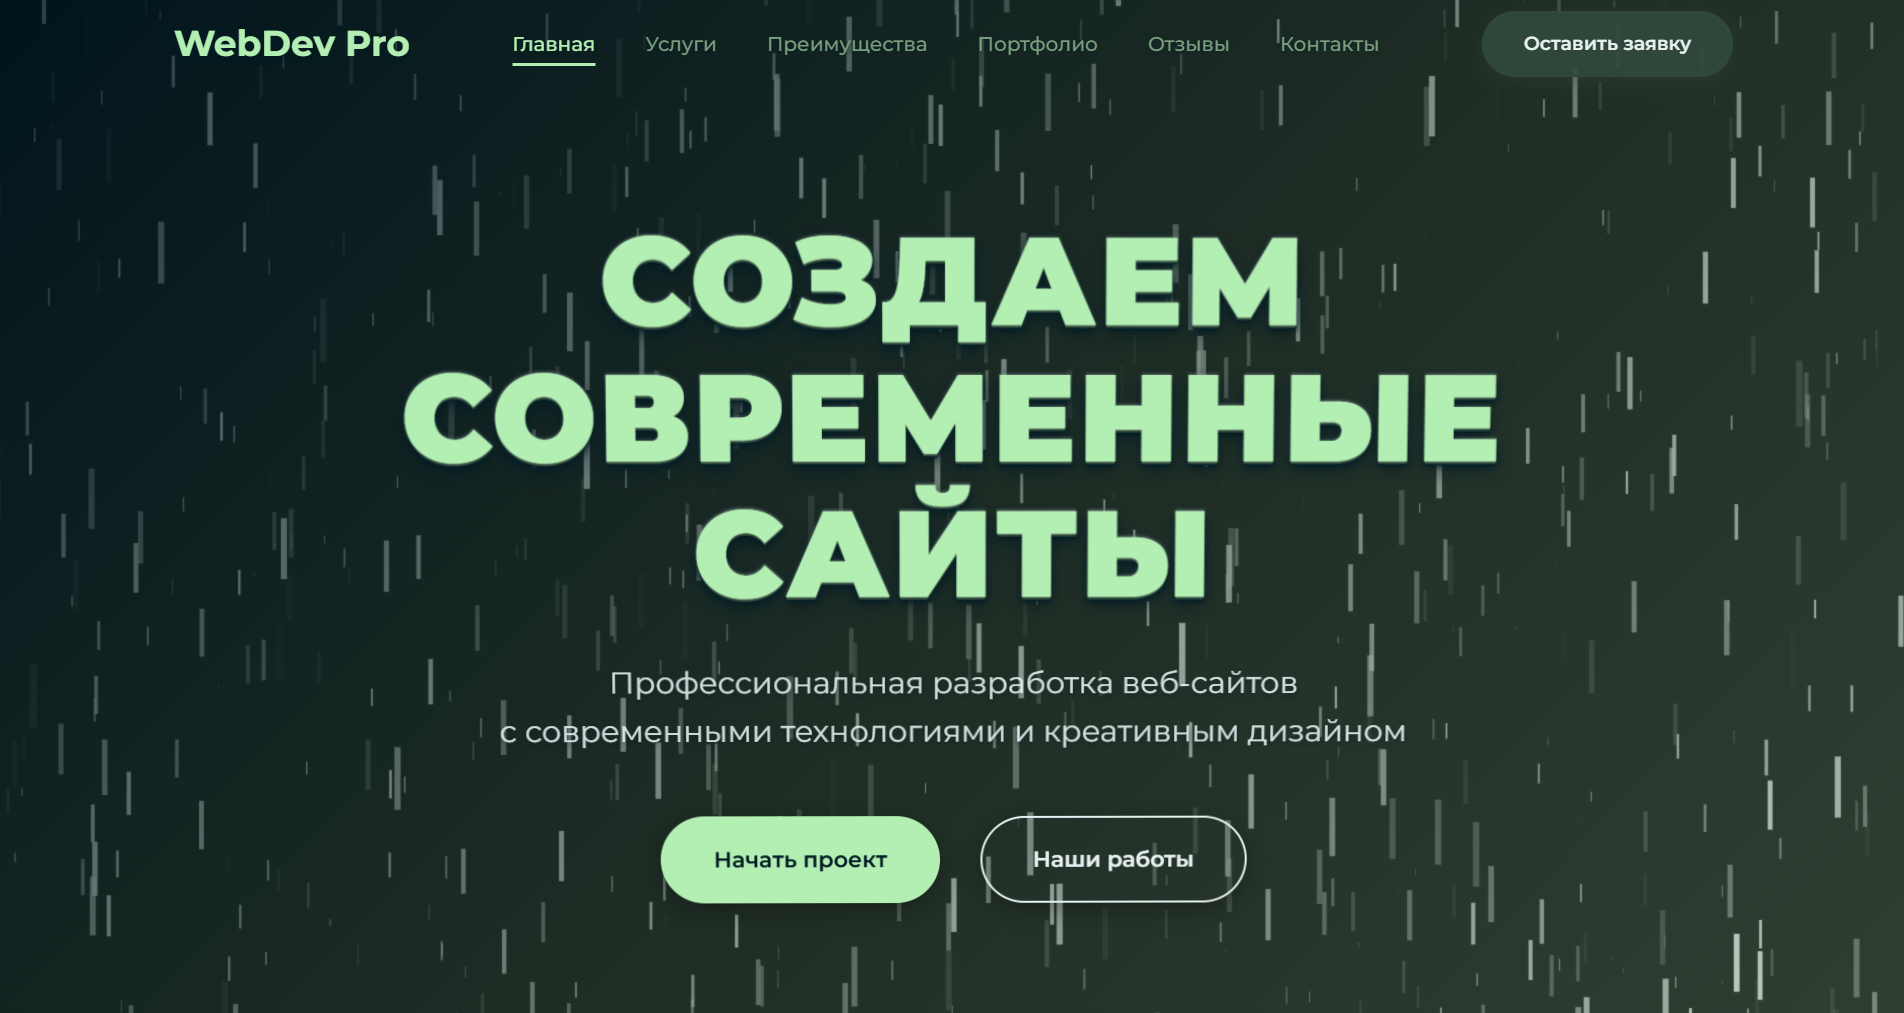 WebDev Pro
Главная
Услуги
Преимущества
Портфолио
Отзывы
Контакты
Оставить заявку
СОЗДАЕМ
СОВРЕМЕННЫЕ
САЙТЫ
Профессиональная разработка веб-сайтов
с современными технологиями и креативным дизайном
Начать проект
Наши работы